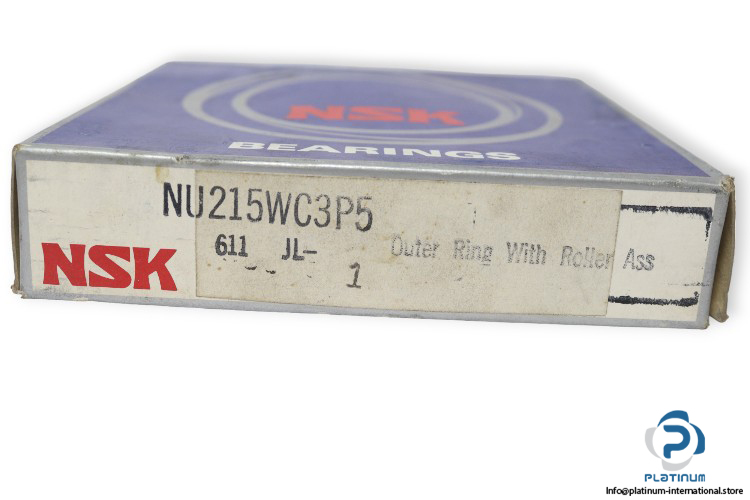 NSK
BEARINGS
NU215WC3P5
611 JL-
Outer Ring With Roller Ass
NSK
1
PLATINUM
Info@platinum-international.store